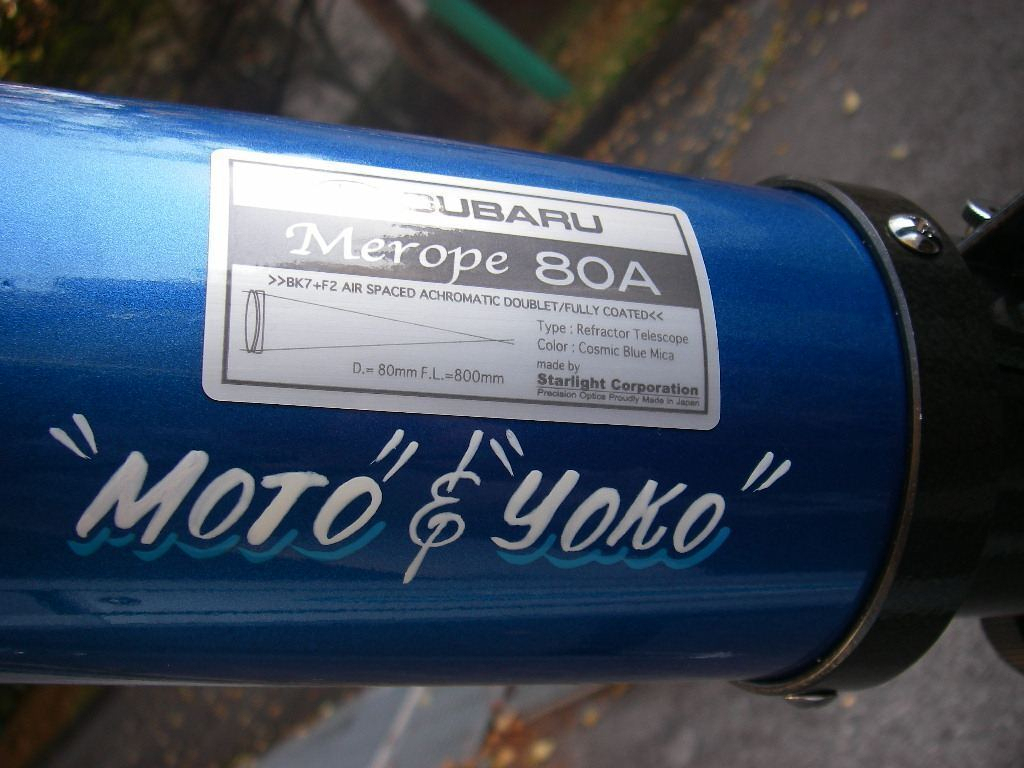 SUBARU
Merope 80A
>>BK7+F2 AIR SPACED ACHROMATIC DOUBLET/FULLY COATED<<
Type : Refractor Telescope
Color : Cosmic Blue Mica
D.= 80mm F.L.=800mm
made by
Starlight Corporation
Precision Optics Proudly Made in Japan
"MOTO" & "YOKO"